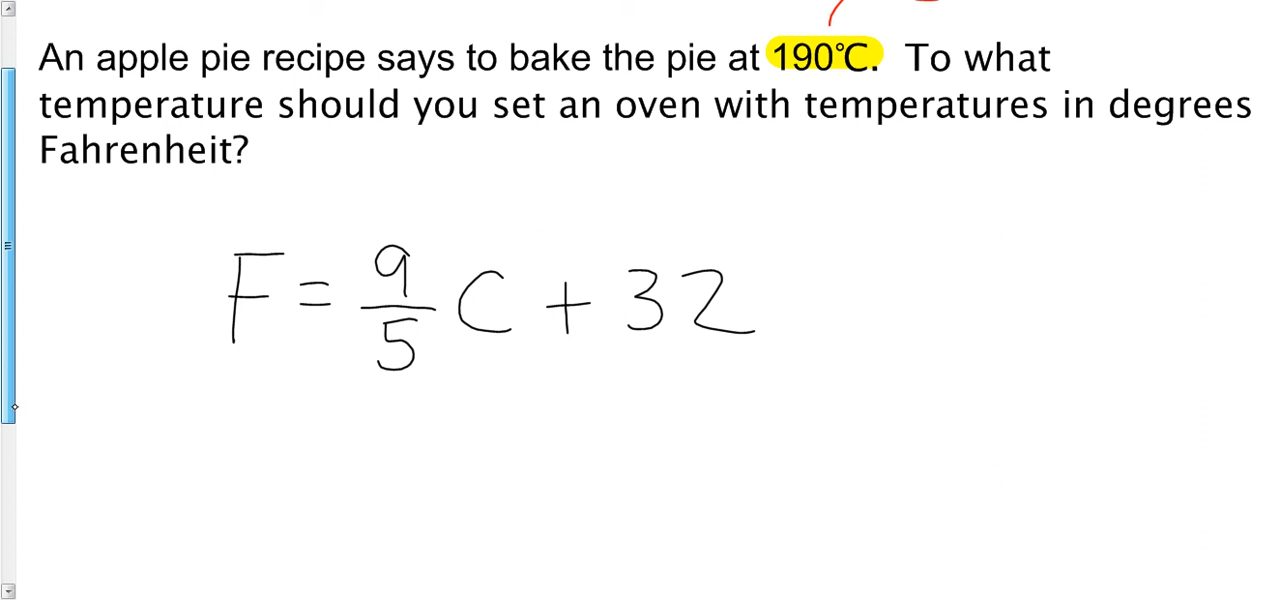 An apple pie recipe says to bake the pie at 190℃. To what
temperature should you set an oven with temperatures in degrees
Fahrenheit?
F = 9/5 C + 32